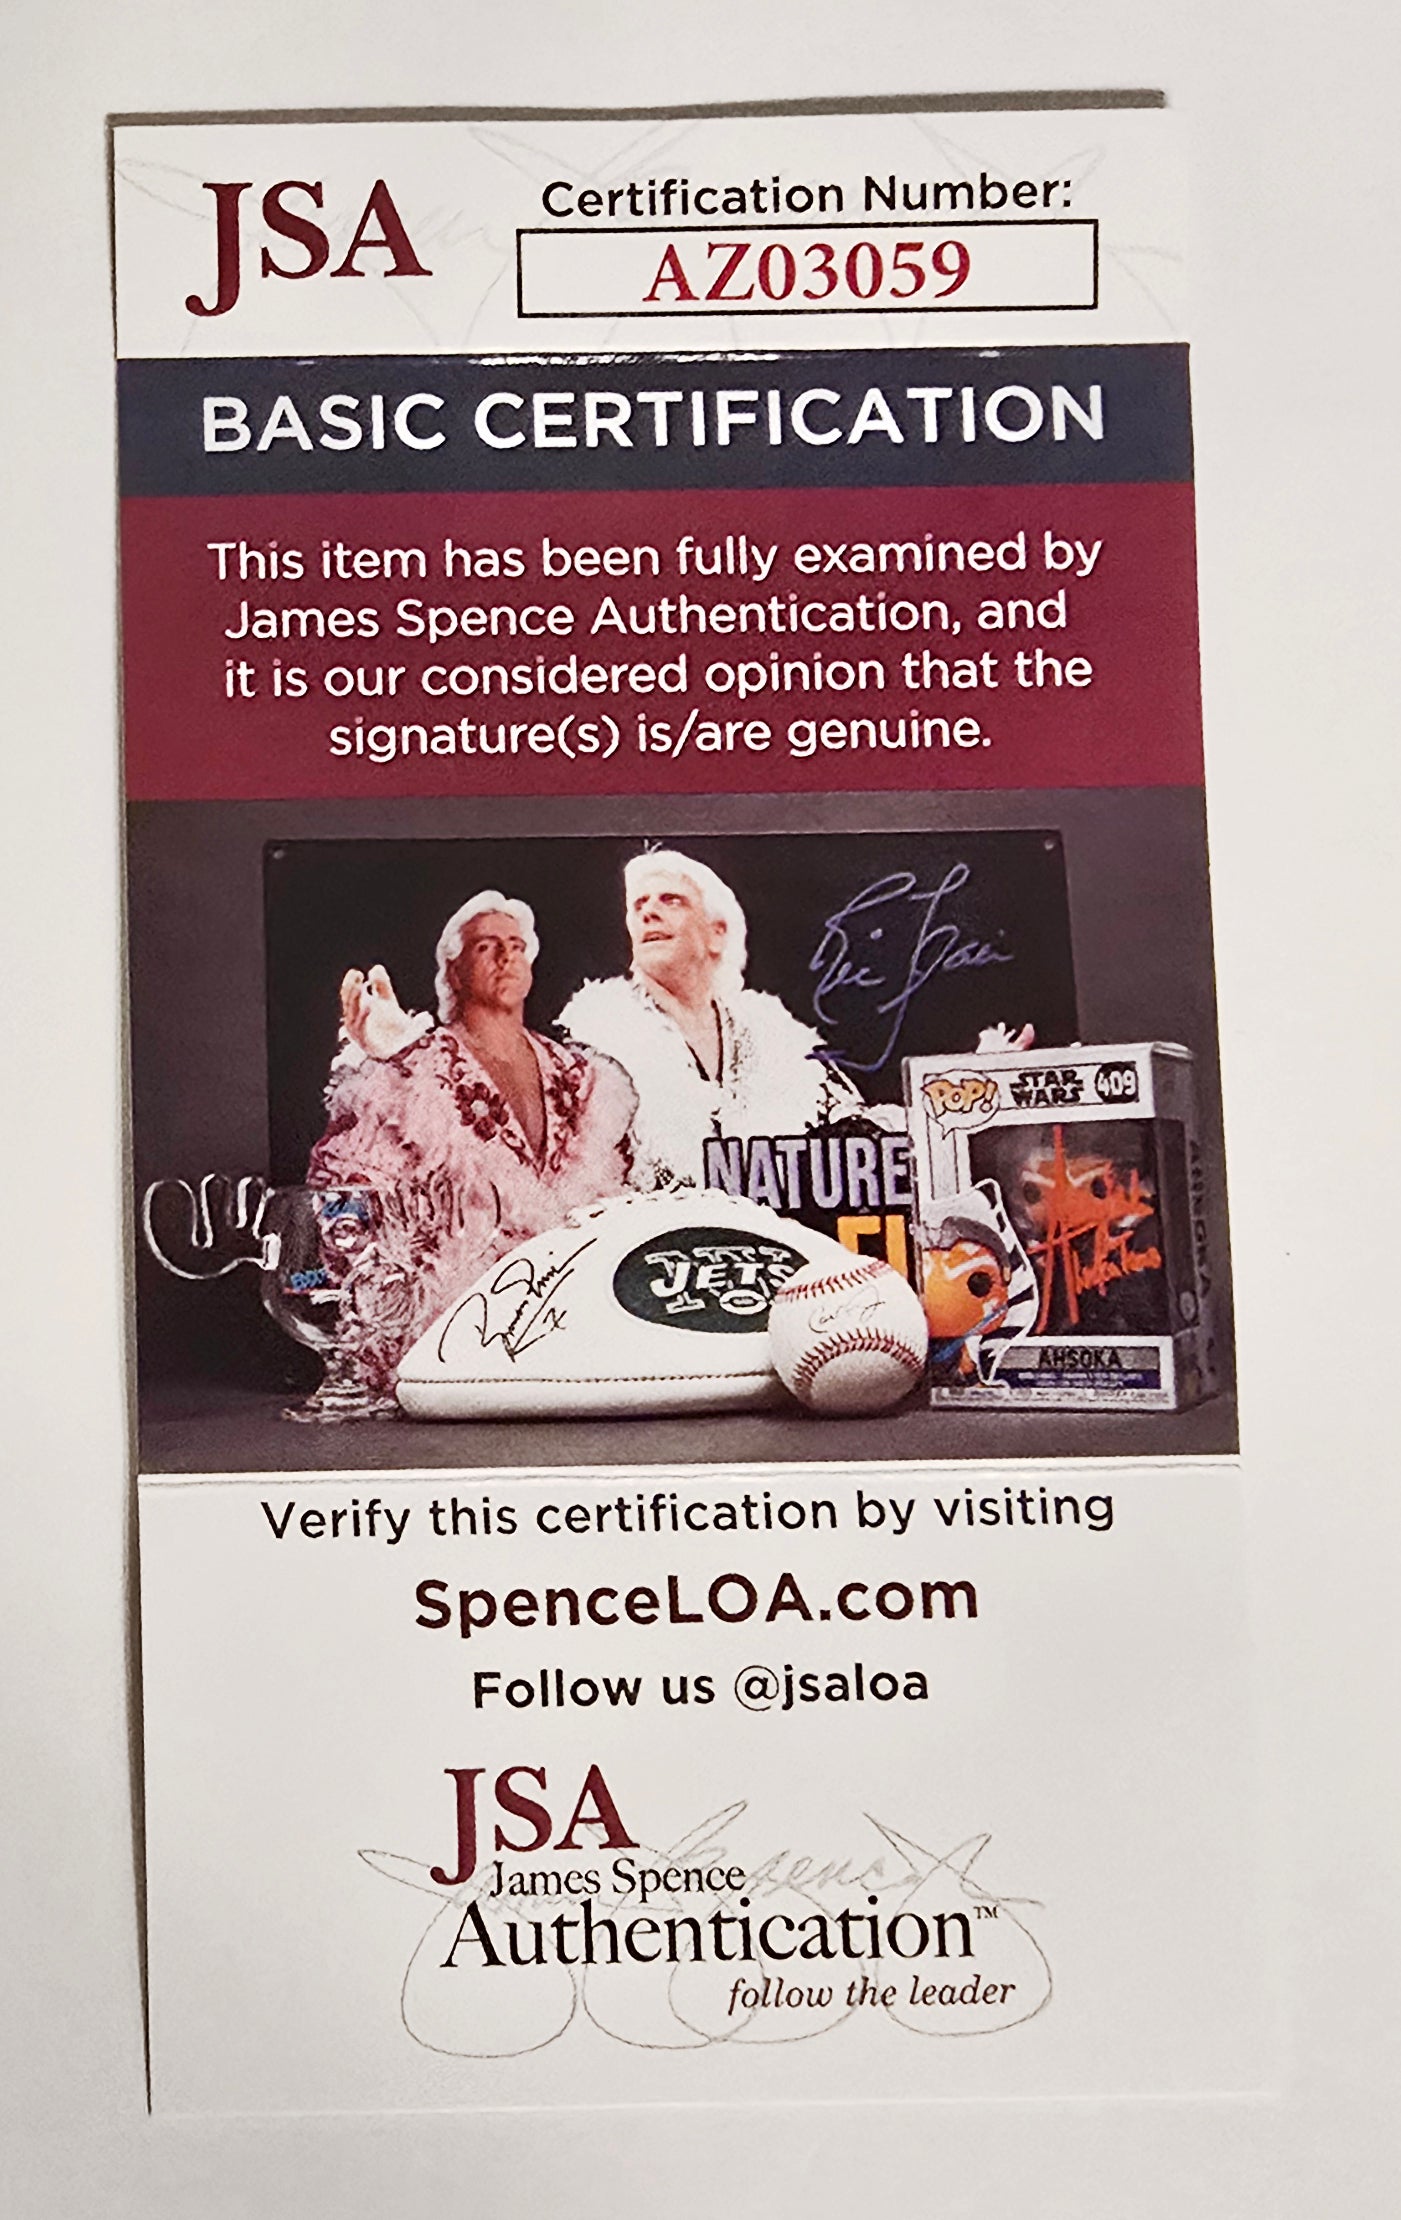 JSA
Certification Number:
AZ03059
BASIC CERTIFICATION
This item has been fully examined by
James Spence Authentication, and
it is our considered opinion that the
signature(s) is/are genuine.
Ric Flair
POP!
STAR WARS
409
NATURE
JETS
AHSOKA
Verify this certification by visiting
SpenceLOA.com
Follow us @jsaloa
JSA
James Spence
Authentication™
follow the leader